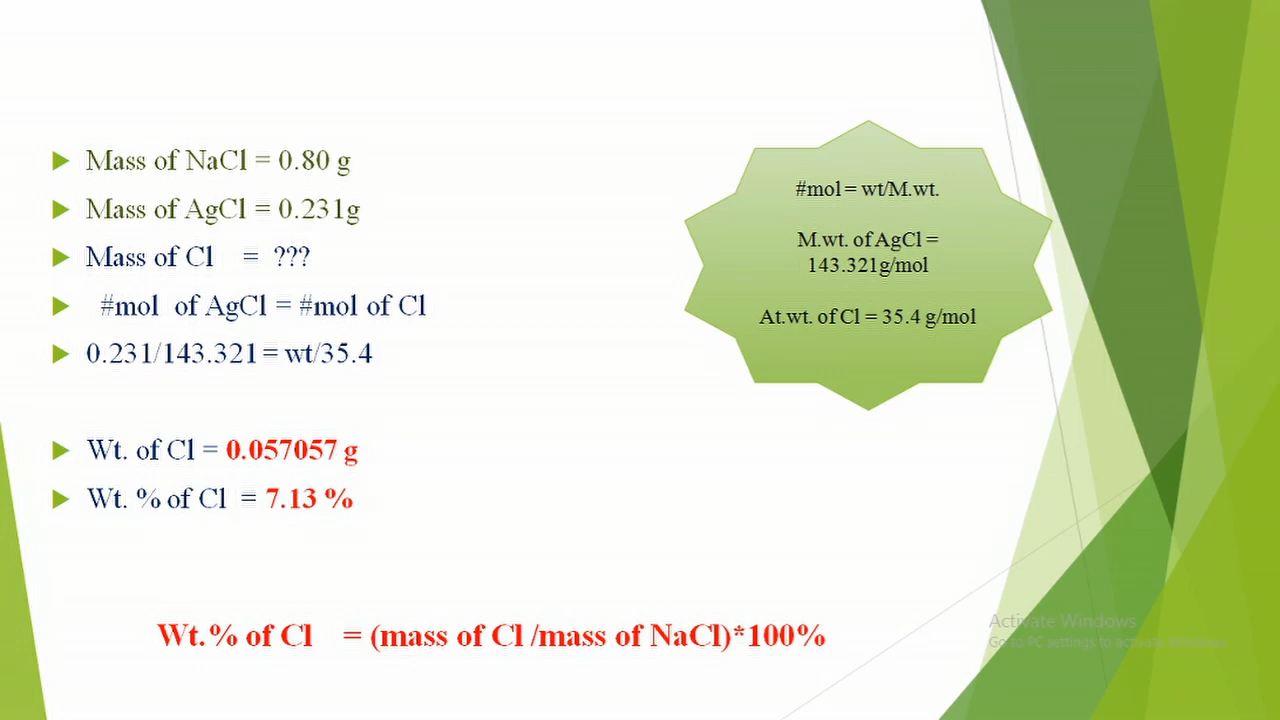 Mass of NaCl = 0.80 g
Mass of AgCl = 0.231g
Mass of Cl = ???
#mol of AgCl = #mol of Cl
0.231/143.321 = wt/35.4
Wt. of Cl = 0.057057 g
Wt. % of Cl = 7.13 %
#mol = wt/M.wt.
M.wt. of AgCl =
143.321g/mol
At.wt. of Cl = 35.4 g/mol
Wt.% of Cl = (mass of Cl /mass of NaCl)*100%
Activate Windows
Go to PC settings to activate Windows.